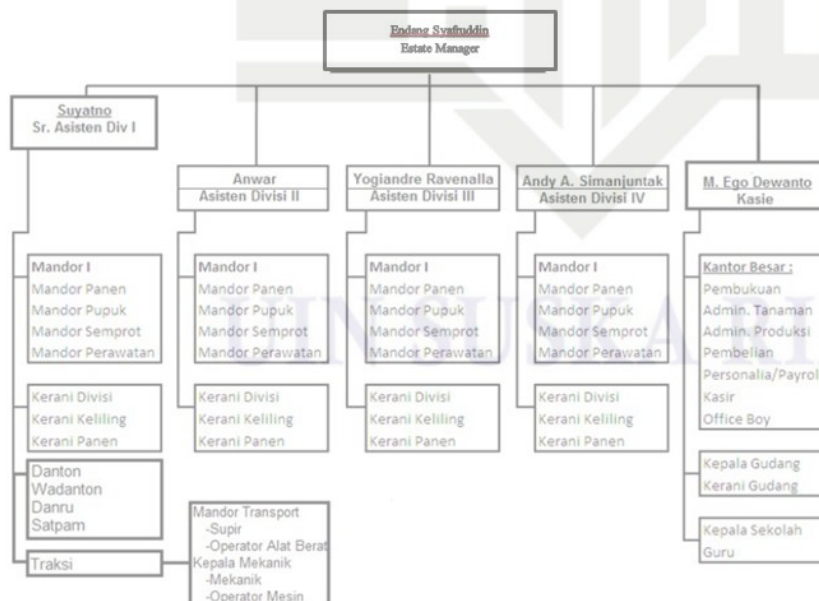 Endang Syafruddin
Estate Manager
Suyatno
Sr. Asisten Div I
Anwar
Asisten Divisi II
Yogiandre Ravenalla
Asisten Divisi III
Andy A. Simanjuntak
Asisten Divisi IV
M. Ego Dewanto
Kasie
Mandor I
Mandor Panen
Mandor Pupuk
Mandor Semprot
Mandor Perawatan
Mandor I
Mandor Panen
Mandor Pupuk
Mandor Semprot
Mandor Perawatan
Mandor I
Mandor Panen
Mandor Pupuk
Mandor Semprot
Mandor Perawatan
Mandor I
Mandor Panen
Mandor Pupuk
Mandor Semprot
Mandor Perawatan
Kantor Besar :
Pembukuan
Admin. Tanaman
Admin. Produksi
Pembelian
Personalia/Payrol
Kasir
Office Boy
Kerani Divisi
Kerani Keliling
Kerani Panen
Kerani Divisi
Kerani Keliling
Kerani Panen
Kerani Divisi
Kerani Keliling
Kerani Panen
Kerani Divisi
Kerani Keliling
Kerani Panen
Kepala Gudang
Kerani Gudang
Kepala Sekolah
Guru
Danton
Wadanton
Danru
Satpam
Traksi
Mandor Transport
-Supir
-Operator Alat Berat
Kepala Mekanik
-Mekanik
-Operator Mesin
UIN SUSKA RI